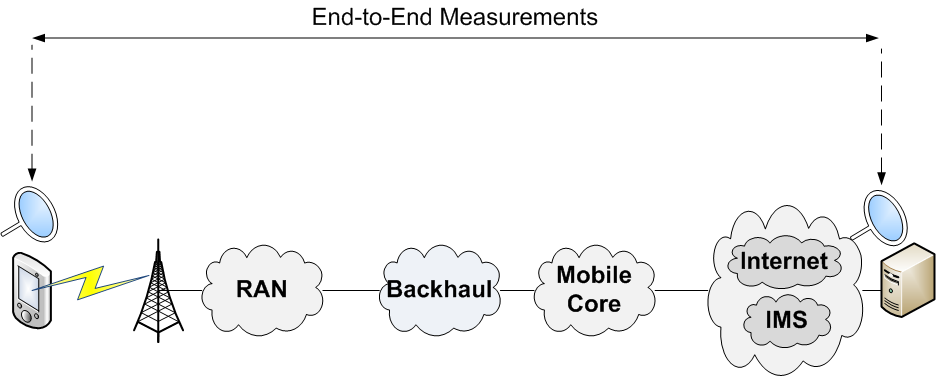 End-to-End Measurements
RAN
Backhaul
Mobile
Core
Internet
IMS